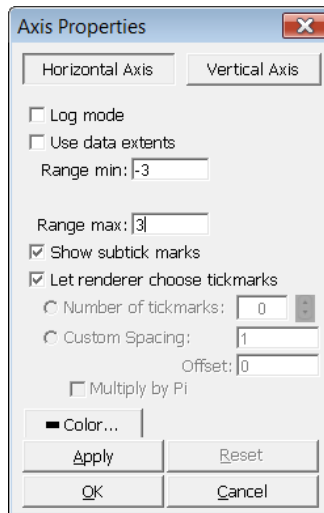 Axis Properties
Horizontal Axis Vertical Axis
Log mode
Use data extents
Range min: -3
Range max: 3
Show subtick marks
Let renderer choose tickmarks
Number of tickmarks: 0
Custom Spacing: 1
Offset: 0
Multiply by Pi
Color...
Apply Reset
OK Cancel